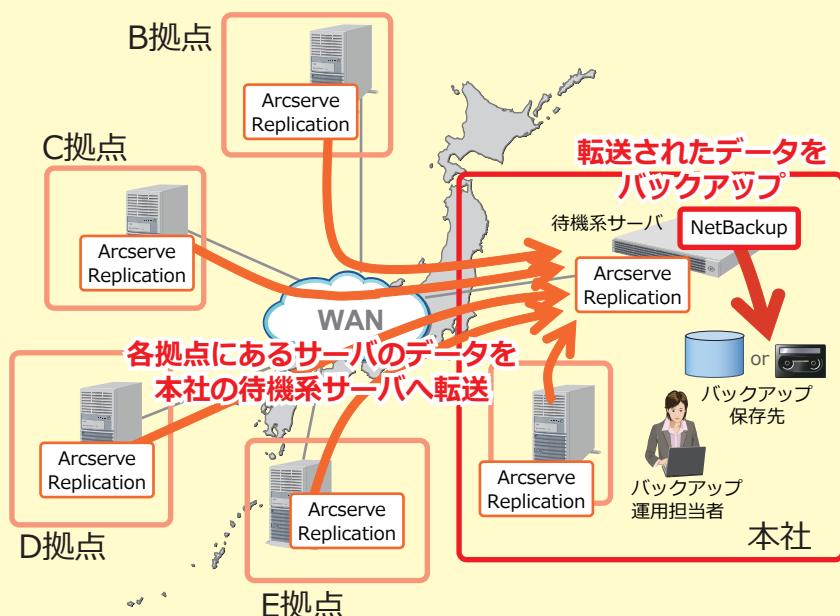 B拠点
Arcserve
Replication
C拠点
Arcserve
Replication
転送されたデータを
バックアップ
待機系サーバ
NetBackup
Arcserve
Replication
WAN
各拠点にあるサーバのデータを
本社の待機系サーバへ転送
or
バックアップ
保存先
Arcserve
Replication
D拠点
Arcserve
Replication
E拠点
Arcserve
Replication
バックアップ
運用担当者
本社